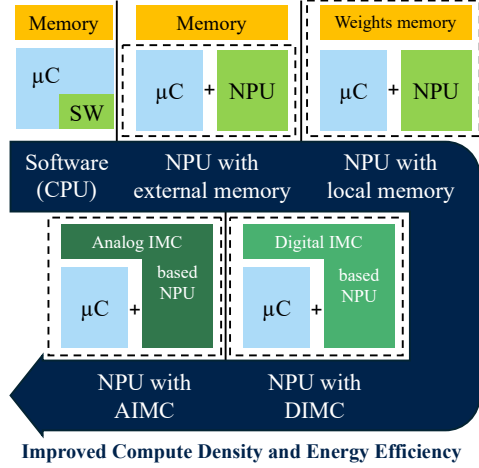 Memory
Memory
Weights memory
µC
SW
µC + NPU
µC + NPU
Software
(CPU)
NPU with
external memory
NPU with
local memory
Analog IMC
based
NPU
µC +
Digital IMC
based
NPU
µC +
NPU with
AIMC
NPU with
DIMC
Improved Compute Density and Energy Efficiency